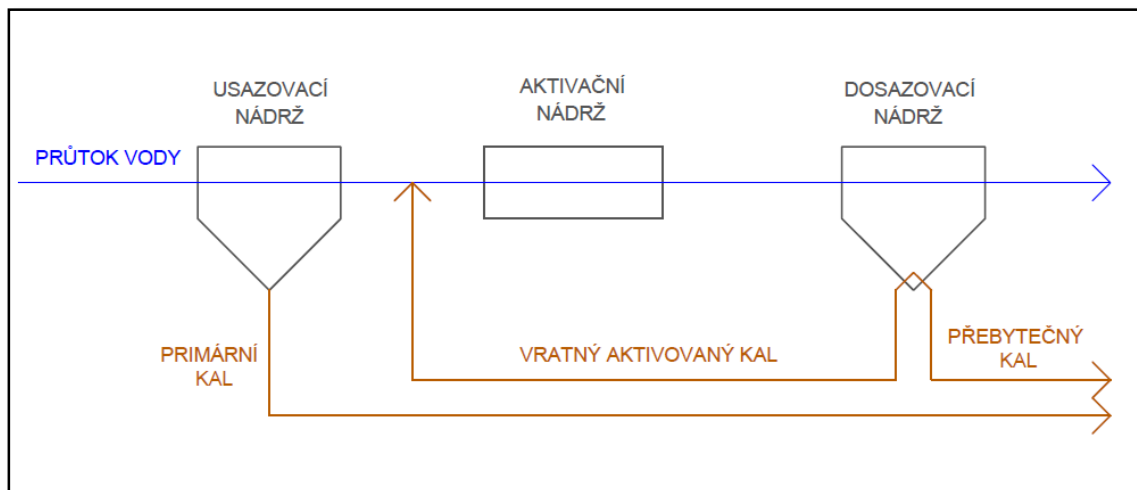 USAZOVACÍ
NÁDRŽ
AKTIVAČNÍ
NÁDRŽ
DOSAZOVACÍ
NÁDRŽ
PRŮTOK VODY
PRIMÁRNÍ
KAL
VRATNÝ AKTIVOVANÝ KAL
PŘEBYTEČNÝ
KAL